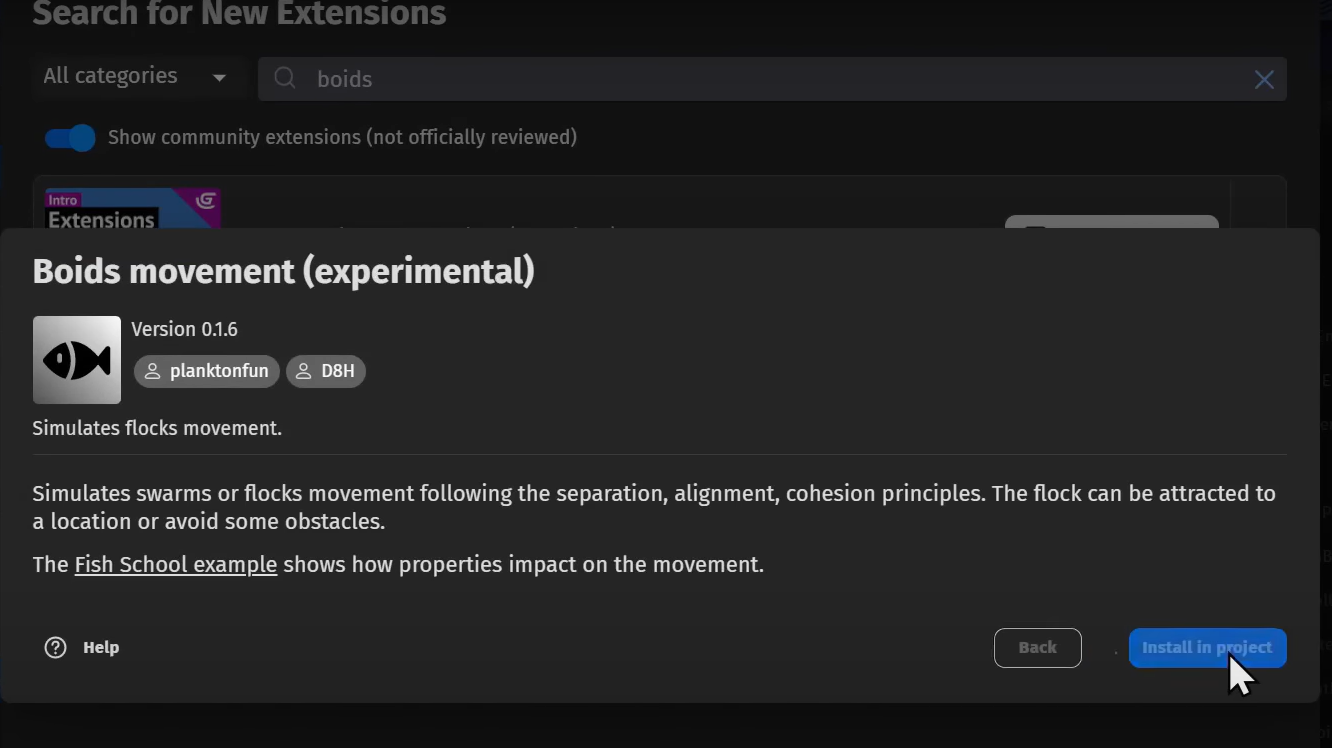 Search for New Extensions
All categories
boids
Show community extensions (not officially reviewed)
Intro
Extensions
Boids movement (experimental)
Version 0.1.6
planktonfun
D8H
Simulates flocks movement.
Simulates swarms or flocks movement following the separation, alignment, cohesion principles. The flock can be attracted to
a location or avoid some obstacles.
The Fish School example shows how properties impact on the movement.
Help
Back
Install in project